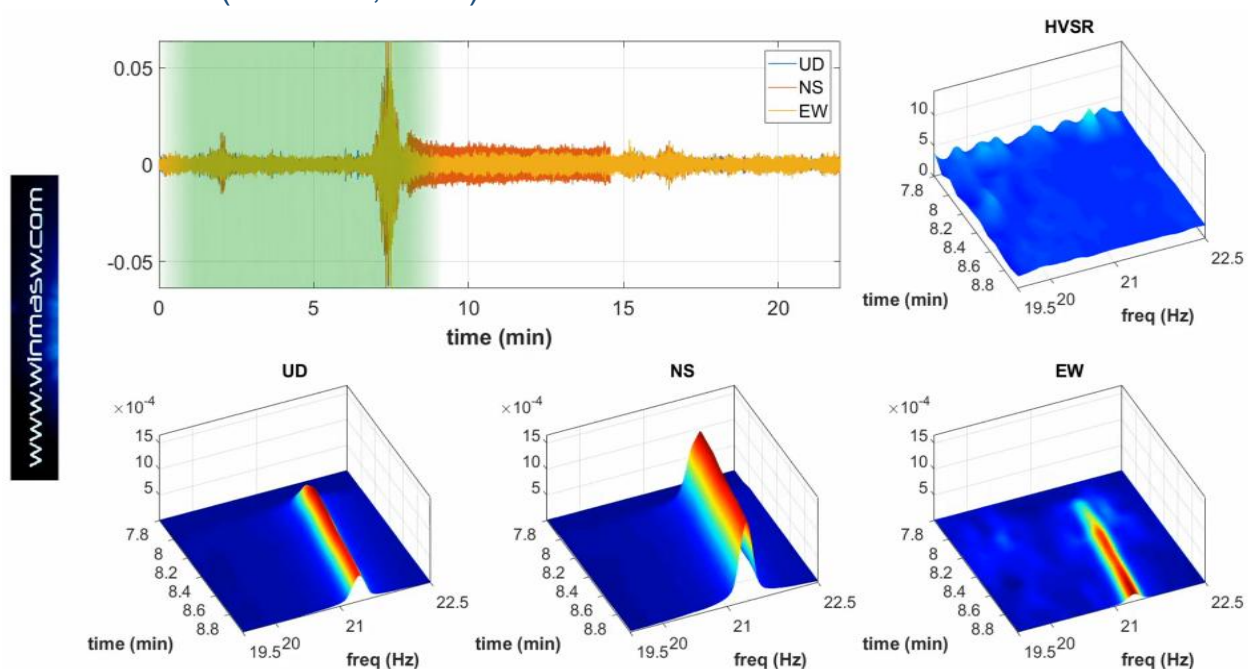 HVSR
0.05
0
-0.05
UD
NS
EW
0 5 10 15 20
time (min)
10
5
0
7.8
8
8.2
8.4
8.6
8.8
time (min)
19.5 20 21 22.5
freq (Hz)
www.winmasw.com
UD
×10-4
15
10
5
7.8
8
8.2
8.4
8.6
8.8
time (min)
19.5 20 21 22.5
freq (Hz)
NS
×10-4
15
10
5
7.8
8
8.2
8.4
8.6
8.8
time (min)
19.5 20 21 22.5
freq (Hz)
EW
×10-4
15
10
5
7.8
8
8.2
8.4
8.6
8.8
time (min)
19.5 20 21 22.5
freq (Hz)